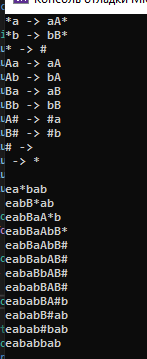 Консоль отладки
*a -> aA*
*b -> bB*
* -> #
Aa -> aA
Ab -> bA
Ba -> aB
Bb -> bB
A# -> #a
B# -> #b
# ->
 -> *
ea*bab
eabB*ab
eabBaA*b
eabBaAbB*
eabBaAbB#
eabBabAB#
eabaBbAB#
eababBAB#
eababBA#b
eababB#ab
eabab#bab
eababbab